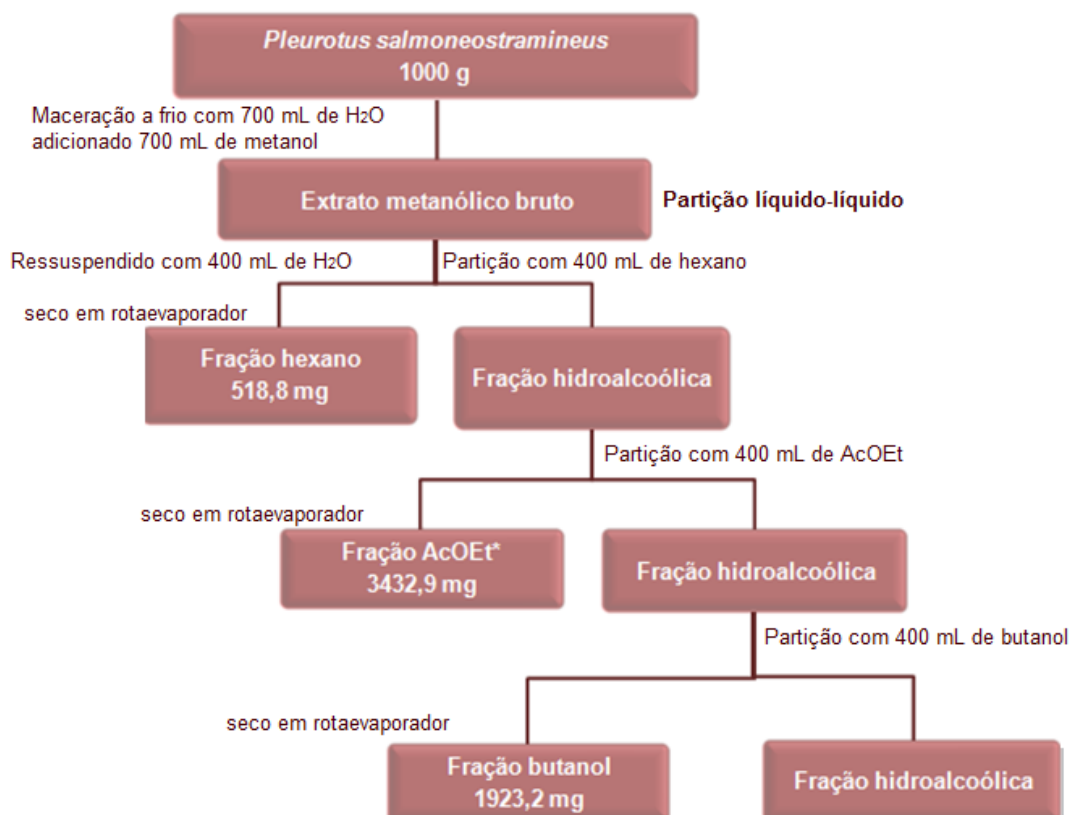 Pleurotus salmoneostramineus
1000 g
Maceração a frio com 700 mL de H2O
adicionado 700 mL de metanol
Extrato metanólico bruto
Partição líquido-líquido
Ressuspendido com 400 mL de H2O
Partição com 400 mL de hexano
seco em rotaevaporador
Fração hexano
518,8 mg
Fração hidroalcoólica
Partição com 400 mL de AcOEt
seco em rotaevaporador
Fração AcOEt*
3432,9 mg
Fração hidroalcoólica
Partição com 400 mL de butanol
seco em rotaevaporador
Fração butanol
1923,2 mg
Fração hidroalcoólica